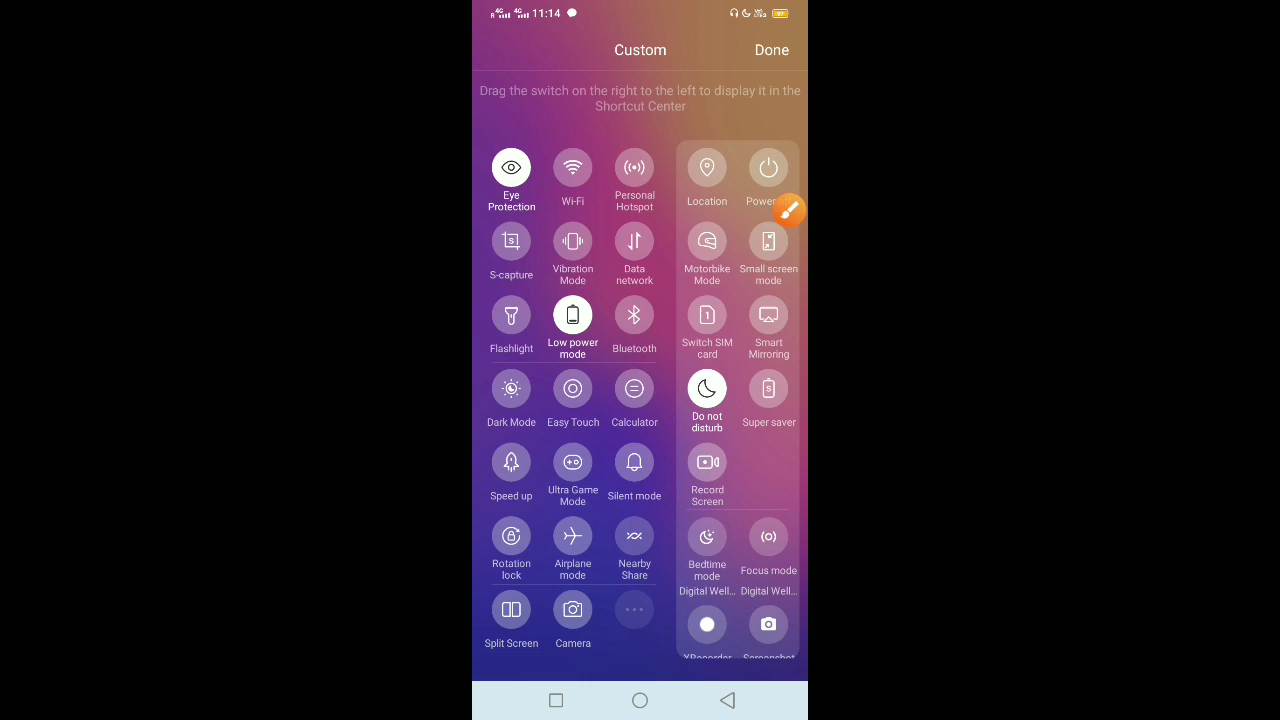 R 4G 4G 11:14
Custom
Done
Drag the switch on the right to the left to display it in the
Shortcut Center
Eye
Protection
Wi-Fi
Personal
Hotspot
Location
S-capture
Vibration
Mode
Data
network
Motorbike
Mode
Small screen
mode
Flashlight
Low power
mode
Bluetooth
Switch SIM
card
Smart
Mirroring
Dark Mode
Easy Touch
Calculator
Do not
disturb
Super saver
Speed up
Ultra Game
Mode
Silent mode
Record
Screen
Rotation
lock
Airplane
mode
Nearby
Share
Bedtime
mode
Digital Well...
Focus mode
Digital Well...
Split Screen
Camera
XRecorder
Screenshot